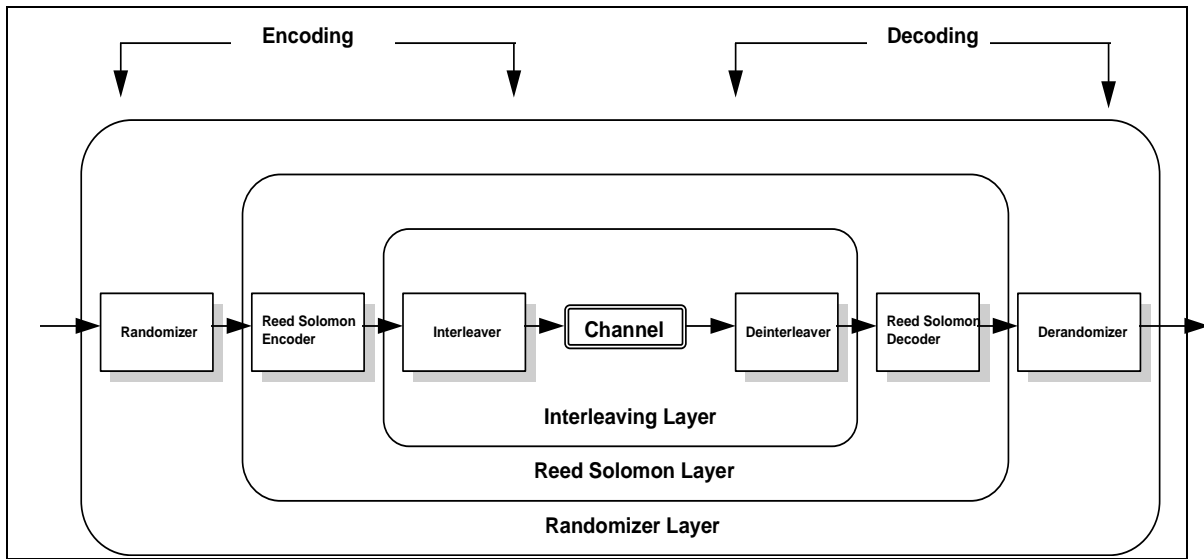 Encoding
Decoding
Randomizer
Reed Solomon
Encoder
Interleaver
Channel
Deinterleaver
Reed Solomon
Decoder
Derandomizer
Interleaving Layer
Reed Solomon Layer
Randomizer Layer